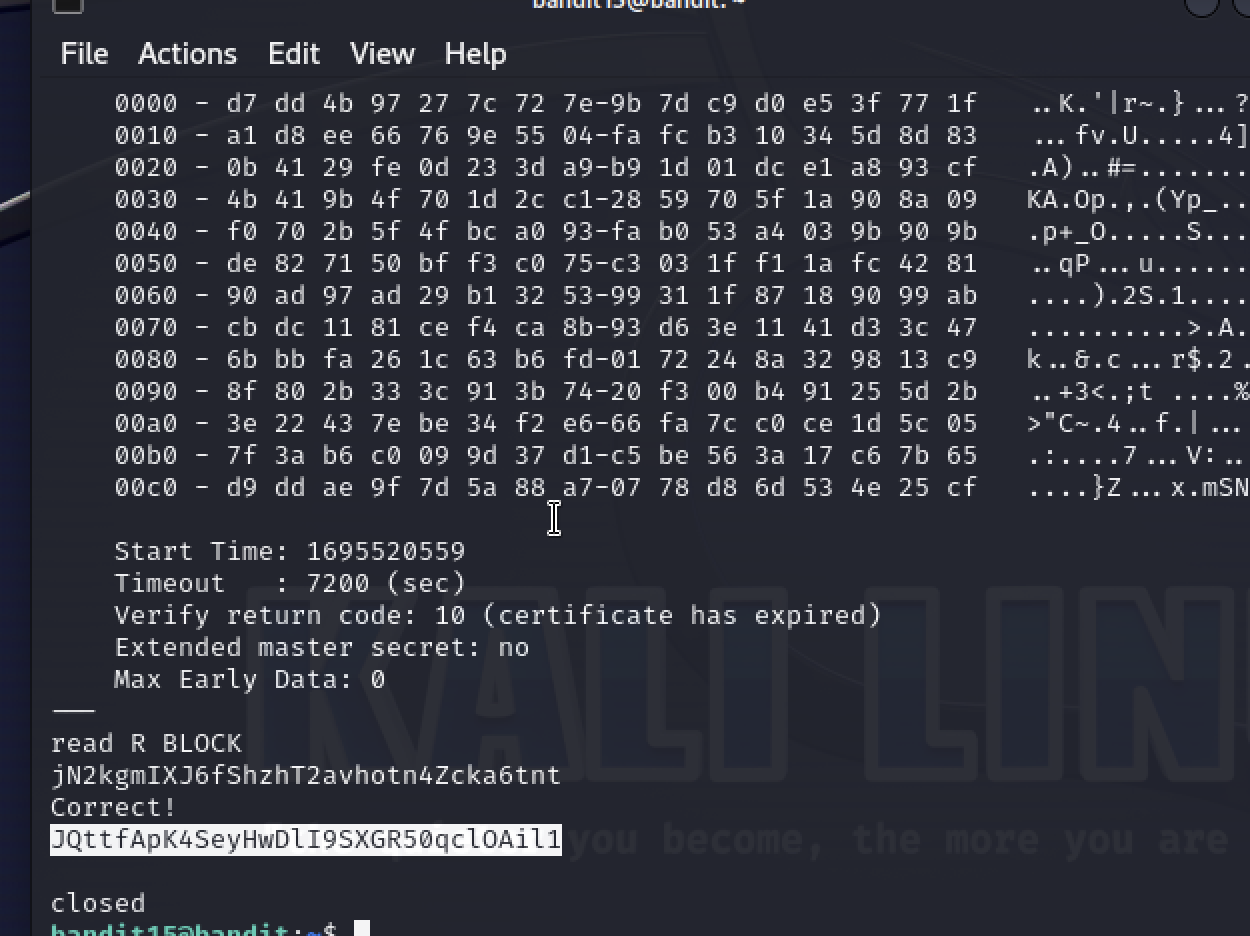 bandit15@bandit: ~
File Actions Edit View Help
0000 - d7 dd 4b 97 27 7c 72 7e-9b 7d c9 d0 e5 3f 77 1f ..K.'|r~.}...?
0010 - a1 d8 ee 66 76 9e 55 04-fa fc b3 10 34 5d 8d 83 ...fv.U.....4]
0020 - 0b 41 29 fe 0d 23 3d a9-b9 1d 01 dc e1 a8 93 cf .A)..#=.......
0030 - 4b 41 9b 4f 70 1d 2c c1-28 59 70 5f 1a 90 8a 09 KA.Op.,.(Yp_..
0040 - f0 70 2b 5f 4f bc a0 93-fa b0 53 a4 03 9b 90 9b .p+_O.....S...
0050 - de 82 71 50 bf f3 c0 75-c3 03 1f f1 1a fc 42 81 ..qP...u......
0060 - 90 ad 97 ad 29 b1 32 53-99 31 1f 87 18 90 99 ab ....).2S.1....
0070 - cb dc 11 81 ce f4 ca 8b-93 d6 3e 11 41 d3 3c 47 ..........>.A.
0080 - 6b bb fa 26 1c 63 b6 fd-01 72 24 8a 32 98 13 c9 k..&.c...r$.2.
0090 - 8f 80 2b 33 3c 91 3b 74-20 f3 00 b4 91 25 5d 2b ..+3<.;t ....%
00a0 - 3e 22 43 7e be 34 f2 e6-66 fa 7c c0 ce 1d 5c 05 >"C~.4..f.|...
00b0 - 7f 3a b6 c0 09 9d 37 d1-c5 be 56 3a 17 c6 7b 65 .:....7...V:..
00c0 - d9 dd ae 9f 7d 5a 88 a7-07 78 d8 6d 53 4e 25 cf ....}Z...x.mSN
Start Time: 1695520559
Timeout : 7200 (sec)
Verify return code: 10 (certificate has expired)
Extended master secret: no
Max Early Data: 0
---
KALI LIN
read R BLOCK
jN2kgmIXJ6fShzhT2avhotn4Zcka6tnt
Correct!
JQttfApK4SeyHwDlI9SXGR50qclOAil1
you become, the more you are
closed
bandit15@bandit:~$